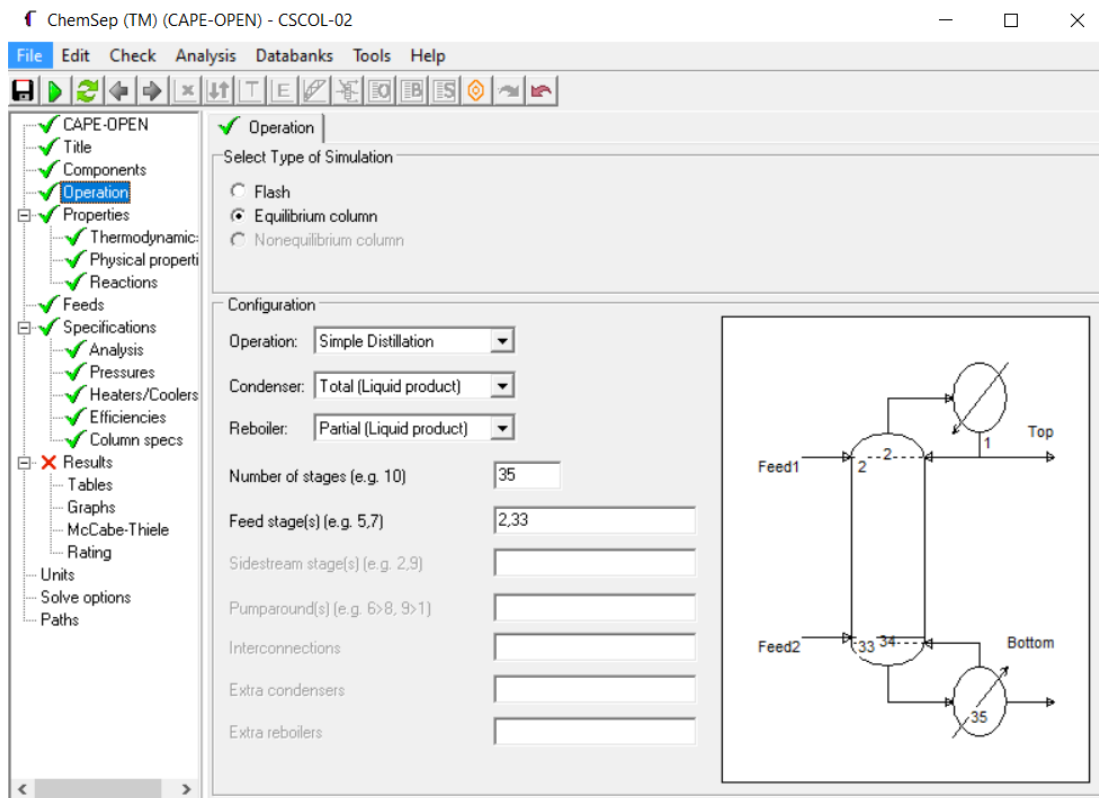 ChemSep (TM) (CAPE-OPEN) - CSCOL-02
File Edit Check Analysis Databanks Tools Help
T E O B S
CAPE-OPEN
Title
Components
Operation
Properties
Thermodynamic:
Physical properti
Reactions
Feeds
Specifications
Analysis
Pressures
Heaters/Coolers
Efficiencies
Column specs
Results
Tables
Graphs
McCabe-Thiele
Rating
Units
Solve options
Paths
Operation
Select Type of Simulation
Flash
Equilibrium column
Nonequilibrium column
Configuration
Operation: Simple Distillation
Condenser: Total (Liquid product)
Reboiler: Partial (Liquid product)
Number of stages (e.g. 10) 35
Feed stage(s) (e.g. 5,7) 2,33
Sidestream stage(s) (e.g. 2,9)
Pumparound(s) (e.g. 6>8, 9>1)
Interconnections
Extra condensers
Extra reboilers
1 Top
Feed1 2 2
Feed2 33 34 Bottom
35